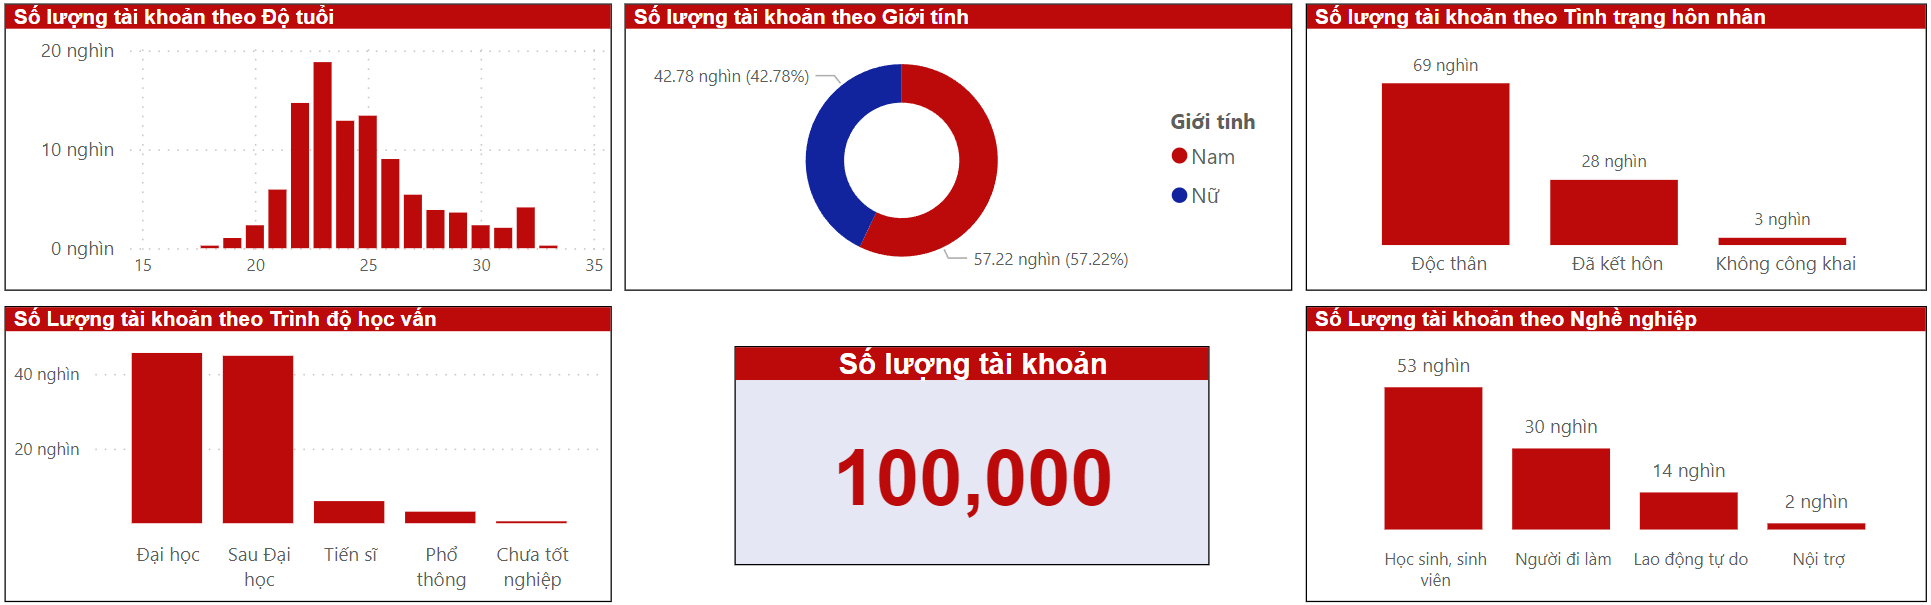 Số lượng tài khoản theo Độ tuổi
20 nghìn
10 nghìn
0 nghìn
15
20
25
30
35
Số lượng tài khoản theo Giới tính
42.78 nghìn (42.78%)
57.22 nghìn (57.22%)
Giới tính
Nam
Nữ
Số lượng tài khoản theo Tình trạng hôn nhân
69 nghìn
28 nghìn
3 nghìn
Độc thân
Đã kết hôn
Không công khai
Số Lượng tài khoản theo Trình độ học vấn
40 nghìn
20 nghìn
Đại học
Sau Đại
học
Tiến sĩ
Phổ
thông
Chưa tốt
nghiệp
Số lượng tài khoản
100,000
Số Lượng tài khoản theo Nghề nghiệp
53 nghìn
30 nghìn
14 nghìn
2 nghìn
Học sinh, sinh
viên
Người đi làm
Lao động tự do
Nội trợ